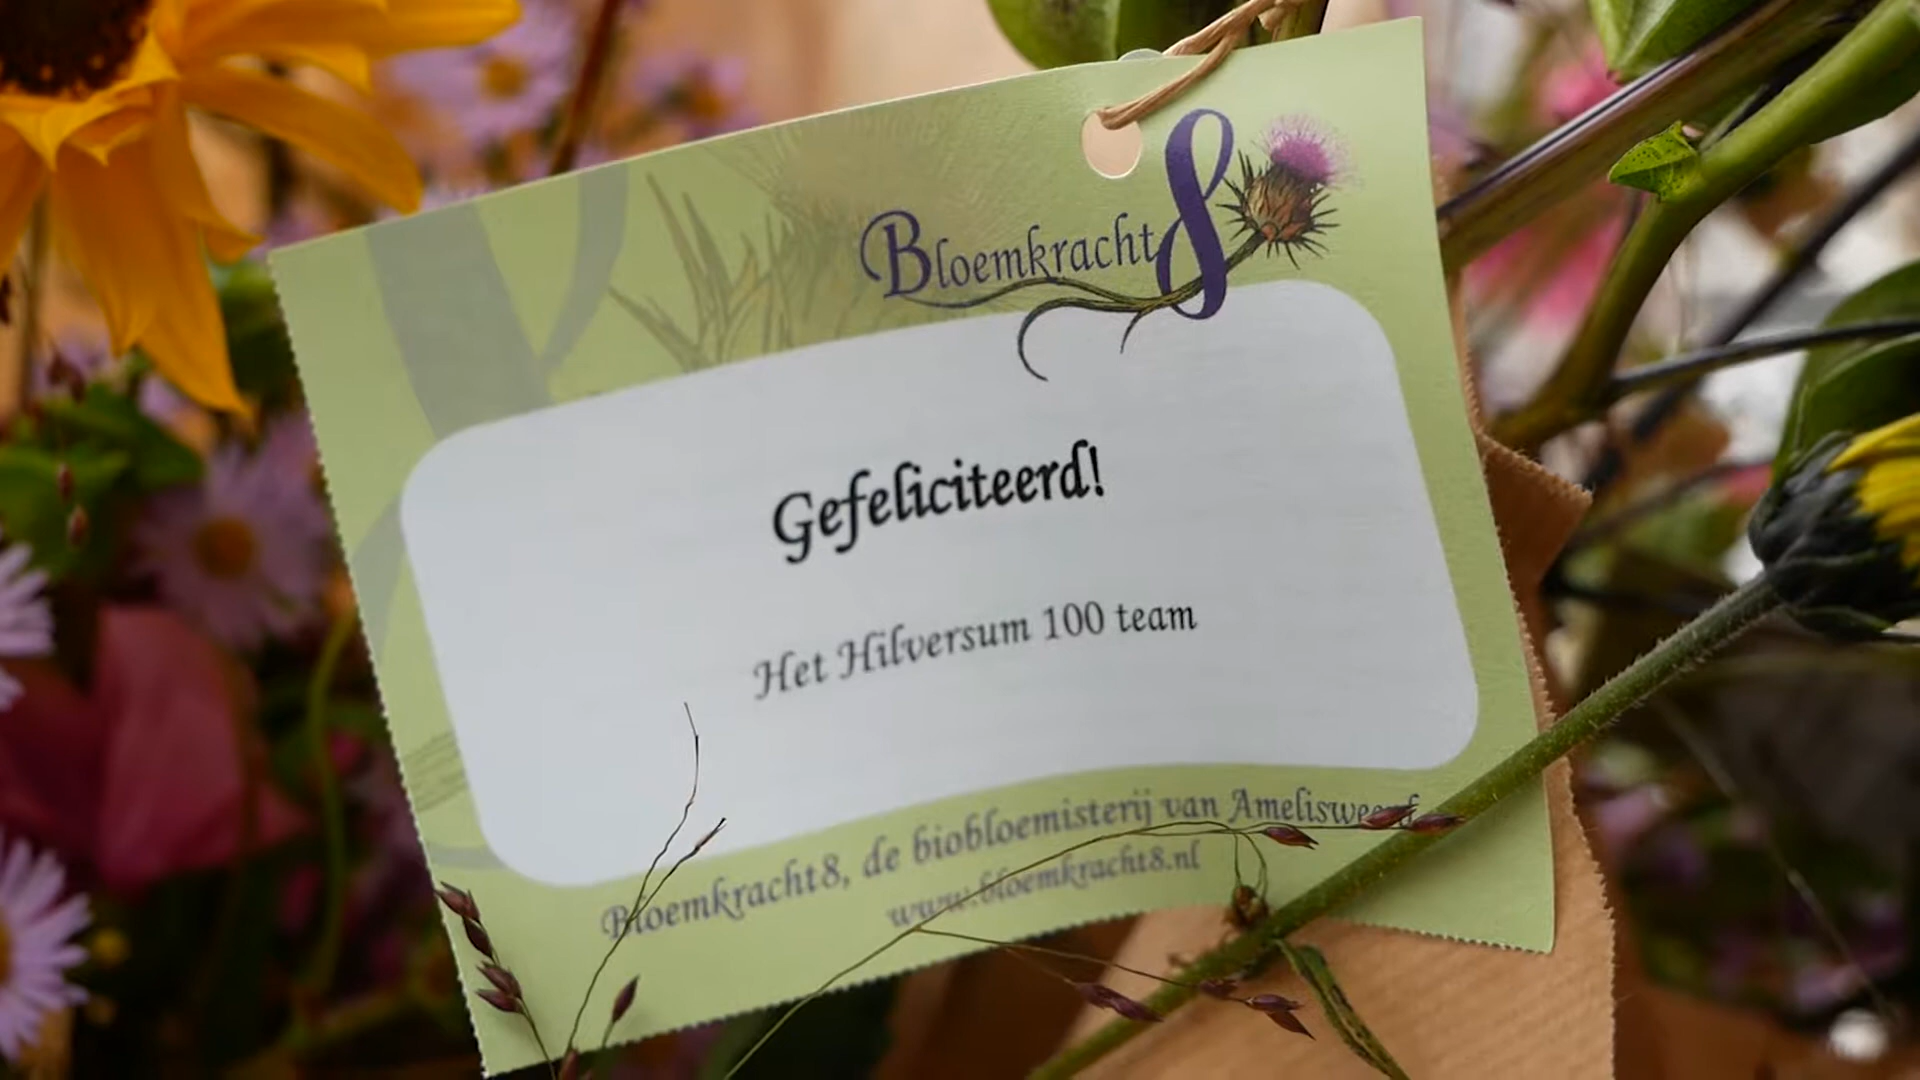 Bloemkracht8
Gefeliciteerd!
Het Hilversum 100 team
Bloemkracht8, de biobloemisterij van Amelisweerd
www.bloemkracht8.nl